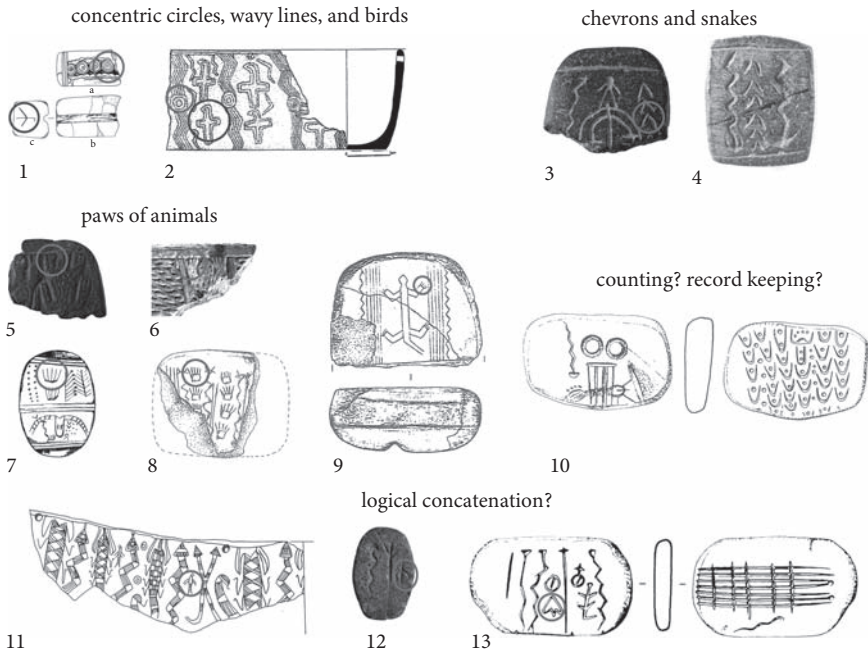 concentric circles, wavy lines, and birds
chevrons and snakes
a
c
b
1
2
3
4
paws of animals
counting? record keeping?
5
6
7
8
9
10
logical concatenation?
11
12
13